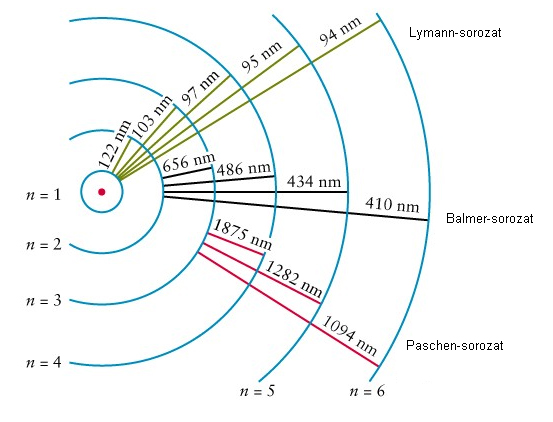 94 nm
Lymann-sorozat
95 nm
97 nm
103 nm
122 nm
656 nm
486 nm
434 nm
410 nm
n = 1
Balmer-sorozat
1875 nm
n = 2
1282 nm
n = 3
1094 nm
Paschen-sorozat
n = 4
n = 5
n = 6